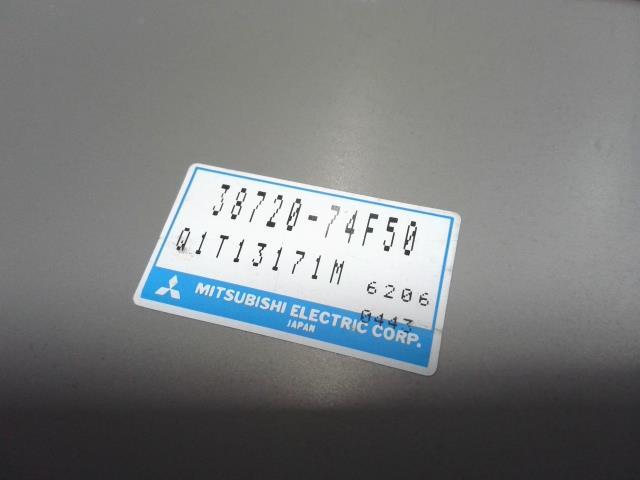 38720-74F50
Q1T13171M 6206
0443
MITSUBISHI ELECTRIC CORP.
JAPAN